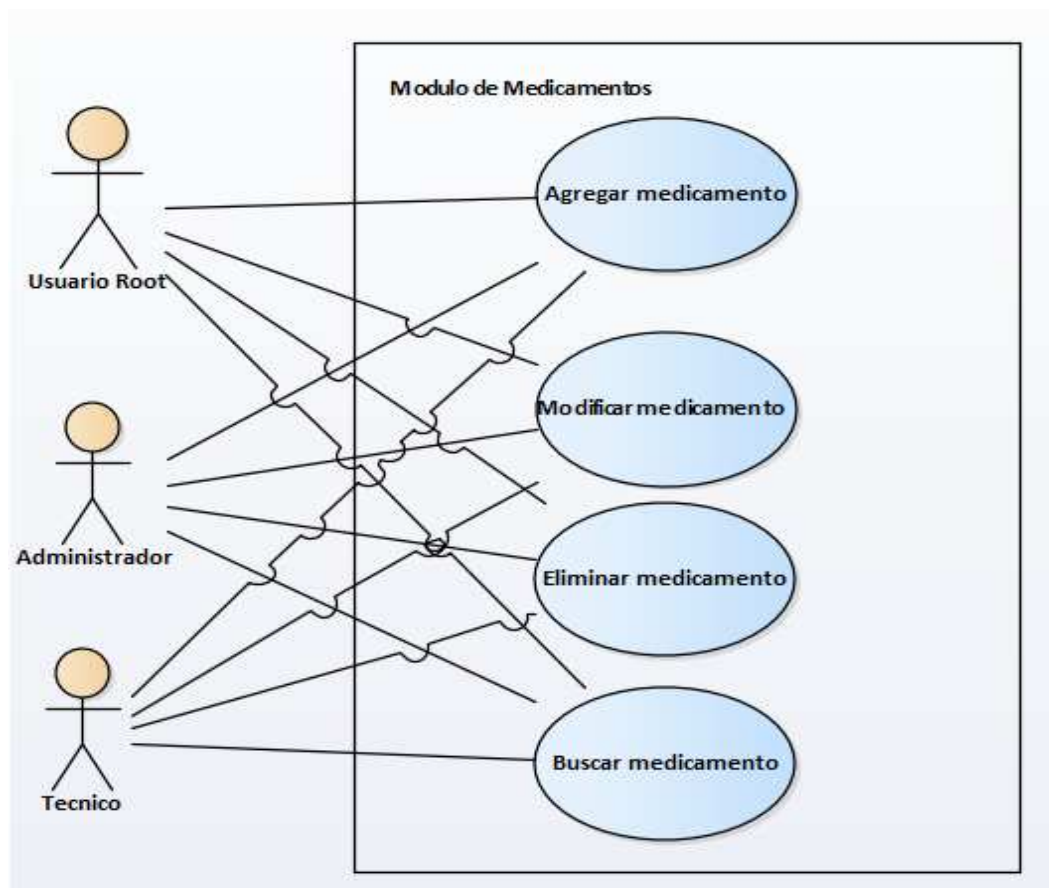 Modulo de Medicamentos
Agregar medicamento
Usuario Root
Modificar medicamento
Administrador
Eliminar medicamento
Buscar medicamento
Tecnico